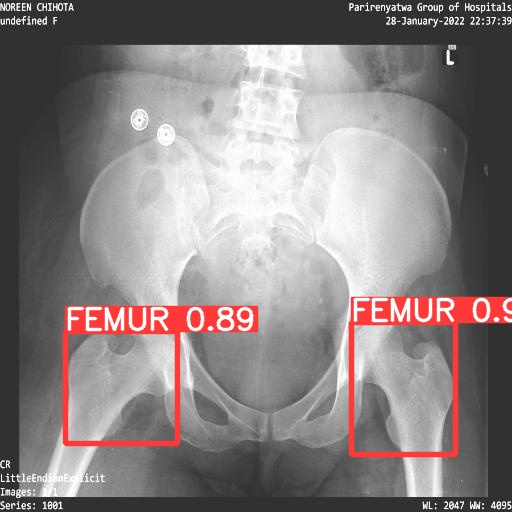 NOREEN CHIHOTA
undefined F
Parirenyatwa Group of Hospitals
28-January-2022 22:37:39
L
FEMUR 0.89
FEMUR 0.9
CR
LittleEndianExplicit
Images: 1/1
Series: 1001
WL: 2047 WW: 4095